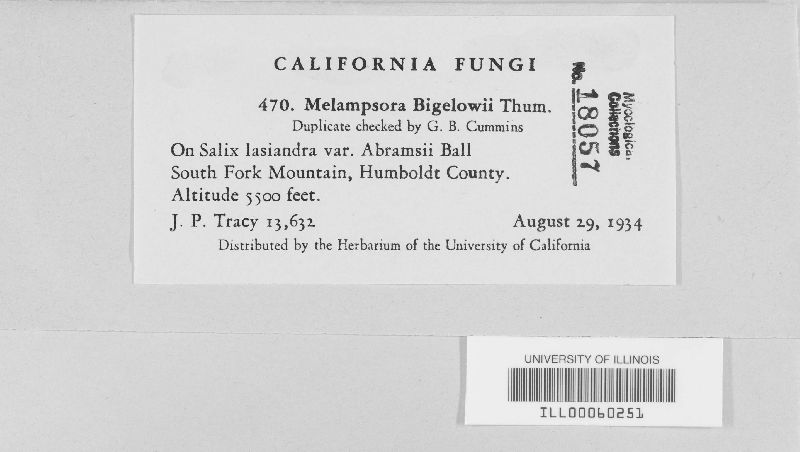 CALIFORNIA FUNGI
470. Melampsora Bigelowii Thum.
Duplicate checked by G. B. Cummins
On Salix lasiandra var. Abramsii Ball
South Fork Mountain, Humboldt County.
Altitude 5500 feet.
J. P. Tracy 13,632 August 29, 1934
Distributed by the Herbarium of the University of California
Mycological
Collections
No. 18057
UNIVERSITY OF ILLINOIS
ILL00060251